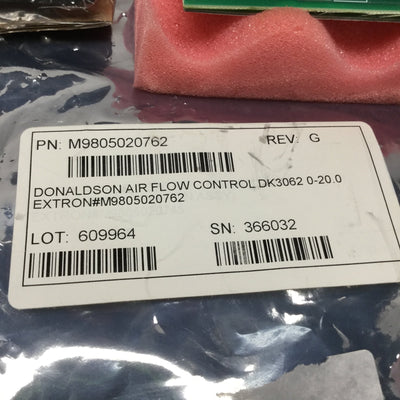 PN: M9805020762 REV: G
DONALDSON AIR FLOW CONTROL DK3062 0-20.0
EXTRON#M9805020762
LOT: 609964 SN: 366032